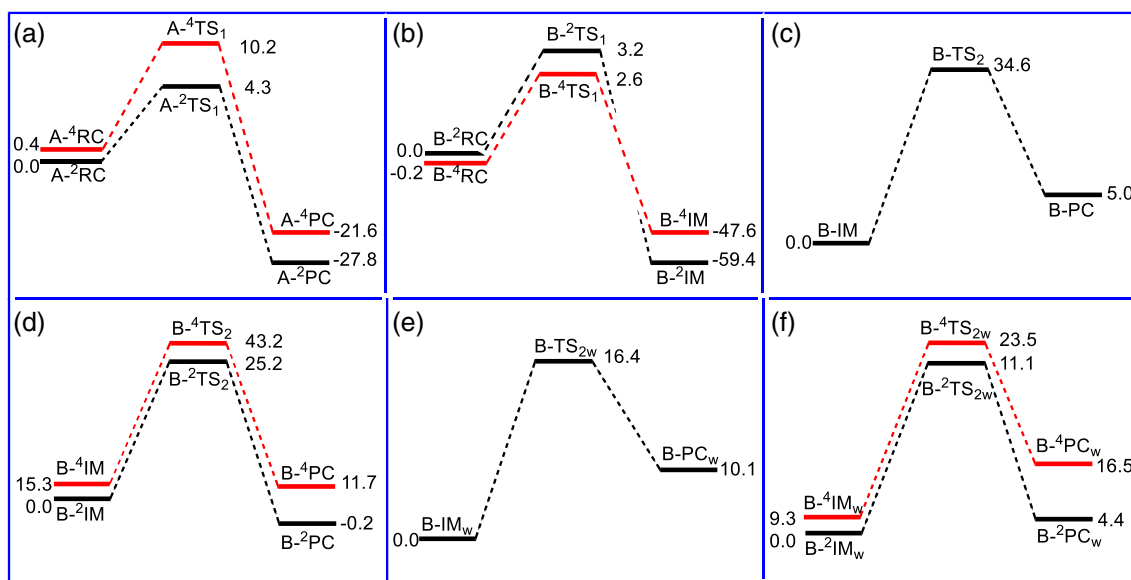 (a)
A-⁴TS₁
10.2
4.3
A-²TS₁
0.4
A-⁴RC
0.0
A-²RC
A-⁴PC
-21.6
-27.8
A-²PC
(b)
B-²TS₁
3.2
2.6
B-⁴TS₁
B-²RC
0.0
-0.2
B-⁴RC
B-⁴IM
-47.6
-59.4
B-²IM
(c)
B-TS₂
34.6
B-IM
0.0
5.0
B-PC
(d)
B-⁴TS₂
43.2
25.2
B-²TS₂
B-⁴IM
15.3
0.0
B-²IM
B-⁴PC
11.7
-0.2
B-²PC
(e)
B-TS₂w
16.4
B-PCw
10.1
B-IMw
0.0
(f)
B-⁴TS₂w
23.5
11.1
B-²TS₂w
B-⁴PCw
16.5
B-⁴IMw
9.3
0.0
B-²IMw
4.4
B-²PCw